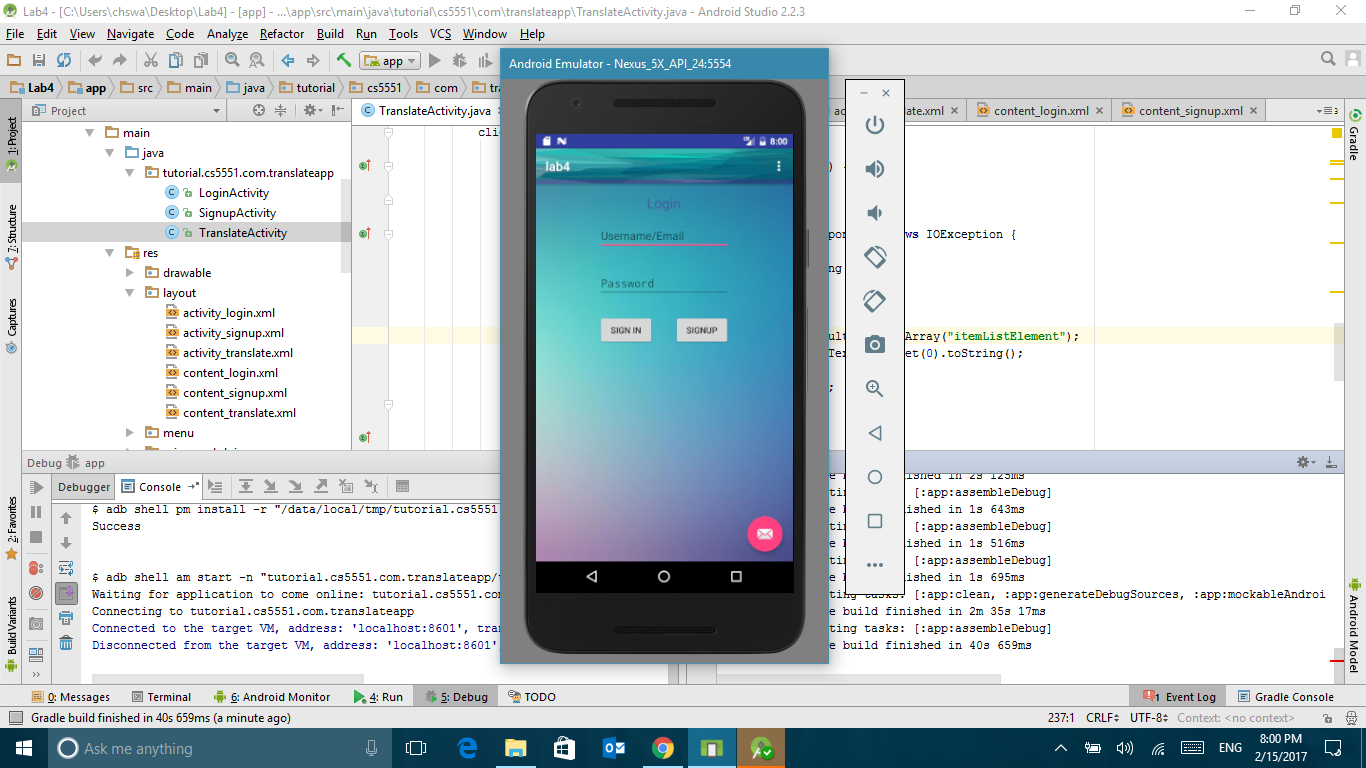 Lab4 - [C:\Users\chswa\Desktop\Lab4] - [app] - ...\app\src\main\java\tutorial\cs5551\com\translateapp\TranslateActivity.java - Android Studio 2.2.3
File Edit View Navigate Code Analyze Refactor Build Run Tools VCS Window Help
app
Lab4 app src main java tutorial cs5551 com
Project
TranslateActivity.java
content_login.xml
content_signup.xml
main
java
tutorial.cs5551.com.translateapp
LoginActivity
SignupActivity
TranslateActivity
res
drawable
layout
activity_login.xml
activity_signup.xml
activity_translate.xml
content_login.xml
content_signup.xml
content_translate.xml
menu
1: Project
7: Structure
Captures
2: Favorites
Build Variants
Gradle
Android Model
) {
ws IOException {
Array("itemListElement");
et(0).toString();
;
Android Emulator - Nexus_5X_API_24:5554
8:00
lab4
Login
Username/Email
Password
SIGN IN SIGNUP
Debug app
Debugger Console
$ adb shell pm install -r "/data/local/tmp/tutorial.cs5551
Success
$ adb shell am start -n "tutorial.cs5551.com.translateapp/
Waiting for application to come online: tutorial.cs5551.com
Connecting to tutorial.cs5551.com.translateapp
Connected to the target VM, address: 'localhost:8601', tran
Disconnected from the target VM, address: 'localhost:8601',
ished in 2s 125ms
[:app:assembleDebug]
ished in 1s 643ms
[:app:assembleDebug]
ished in 1s 516ms
[:app:assembleDebug]
ished in 1s 695ms
ting tasks: [:app:clean, :app:generateDebugSources, :app:mockableAndroi
e build finished in 2m 35s 17ms
ting tasks: [:app:assembleDebug]
e build finished in 40s 659ms
0: Messages Terminal 6: Android Monitor 4: Run 5: Debug TODO 1 Event Log Gradle Console
Gradle build finished in 40s 659ms (a minute ago) 237:1 CRLF UTF-8 Context: <no context>
Ask me anything ENG 8:00 PM
2/15/2017